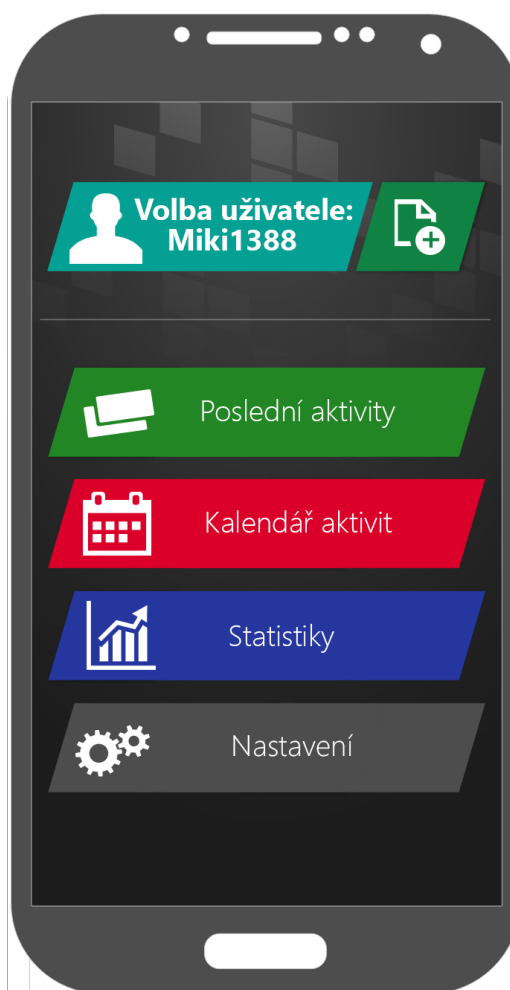 Volba uživatele:
Miki1388
Poslední aktivity
Kalendář aktivit
Statistiky
Nastavení